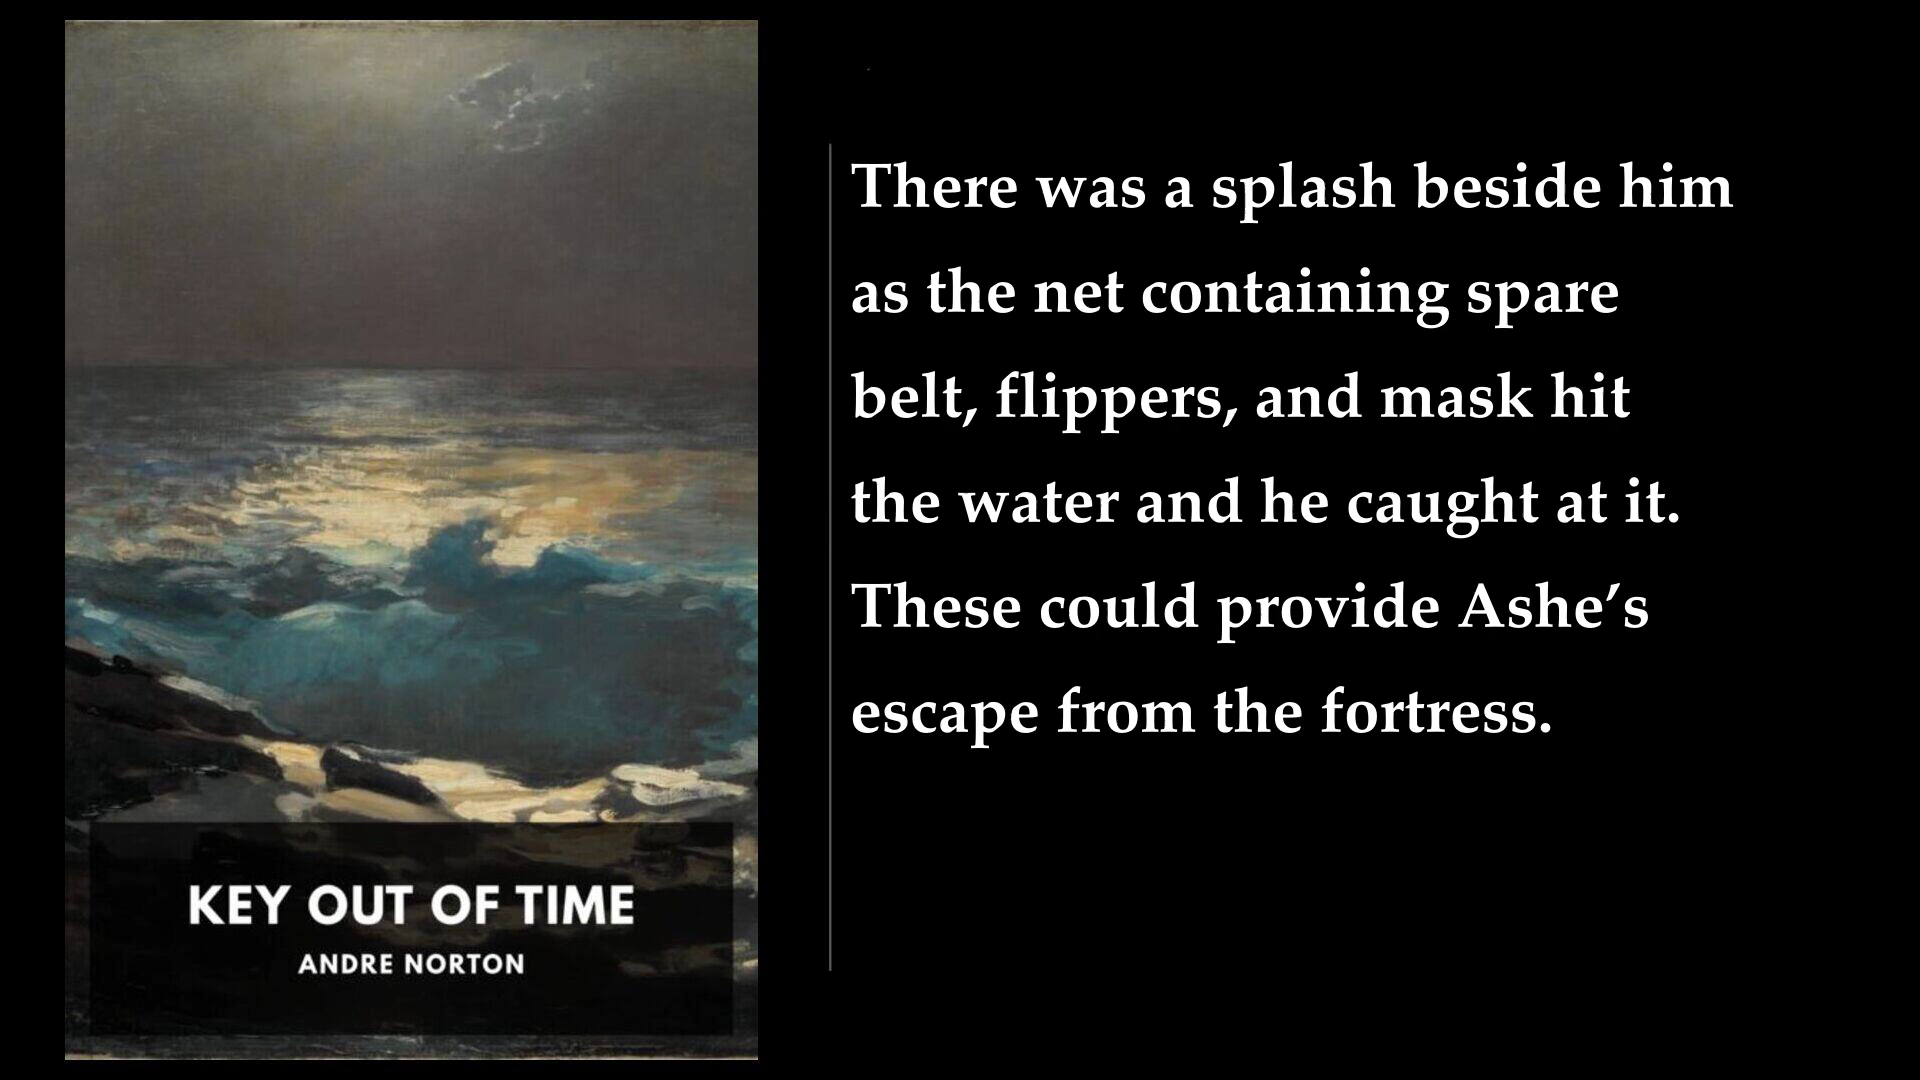 There was a splash beside him
as the net containing spare
belt, flippers, and mask hit
the water and he caught at it.
These could provide Ashe’s
escape from the fortress.
KEY OUT OF TIME
ANDRE NORTON